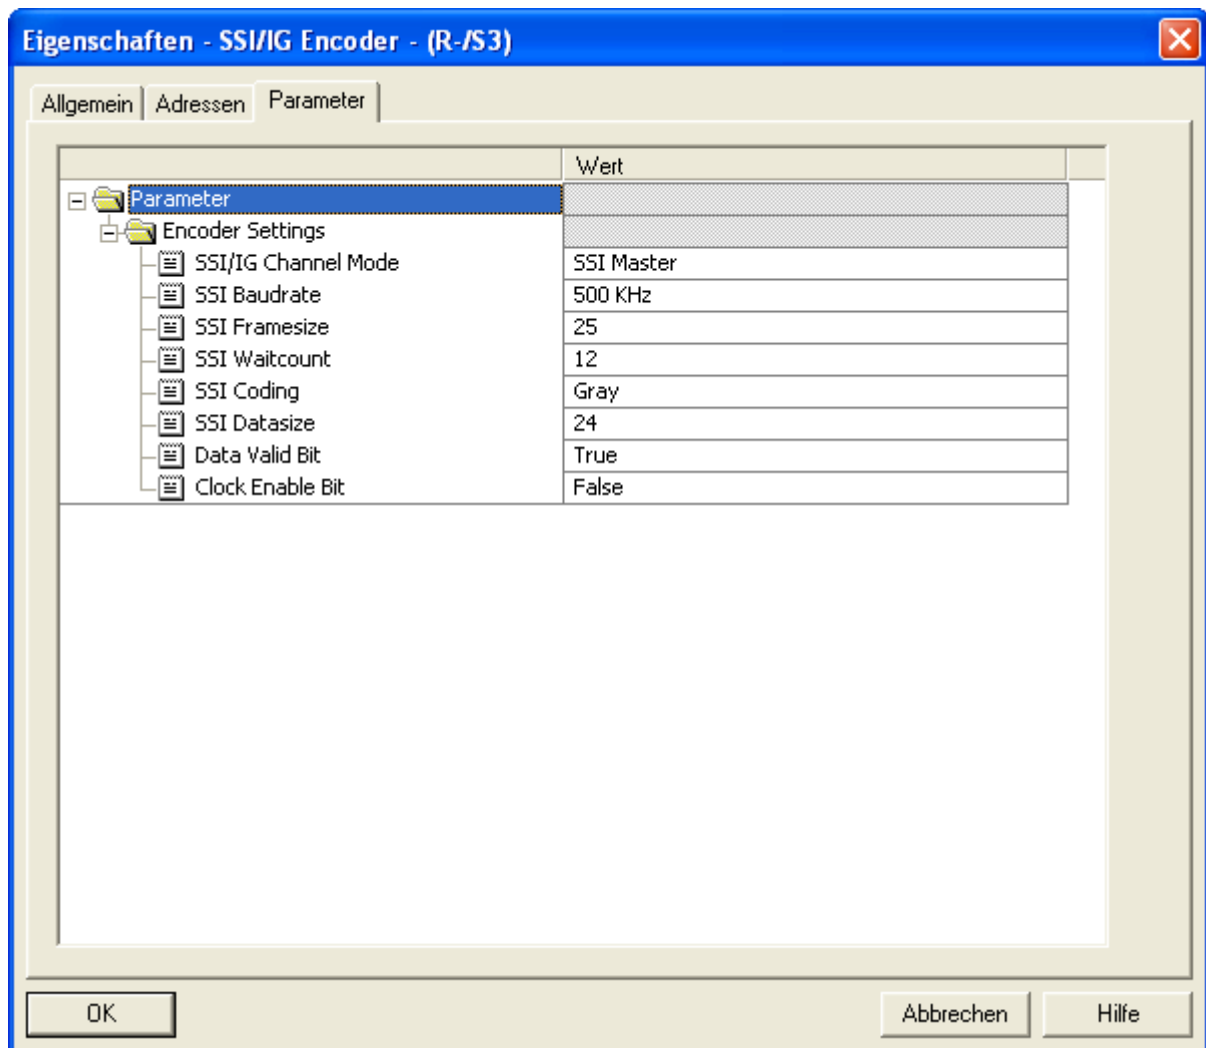 Eigenschaften - SSI/IG Encoder - (R-/S3)
Allgemein Adressen Parameter
Wert
Parameter
Encoder Settings
SSI/IG Channel Mode SSI Master
SSI Baudrate 500 KHz
SSI Framesize 25
SSI Waitcount 12
SSI Coding Gray
SSI Datasize 24
Data Valid Bit True
Clock Enable Bit False
OK Abbrechen Hilfe